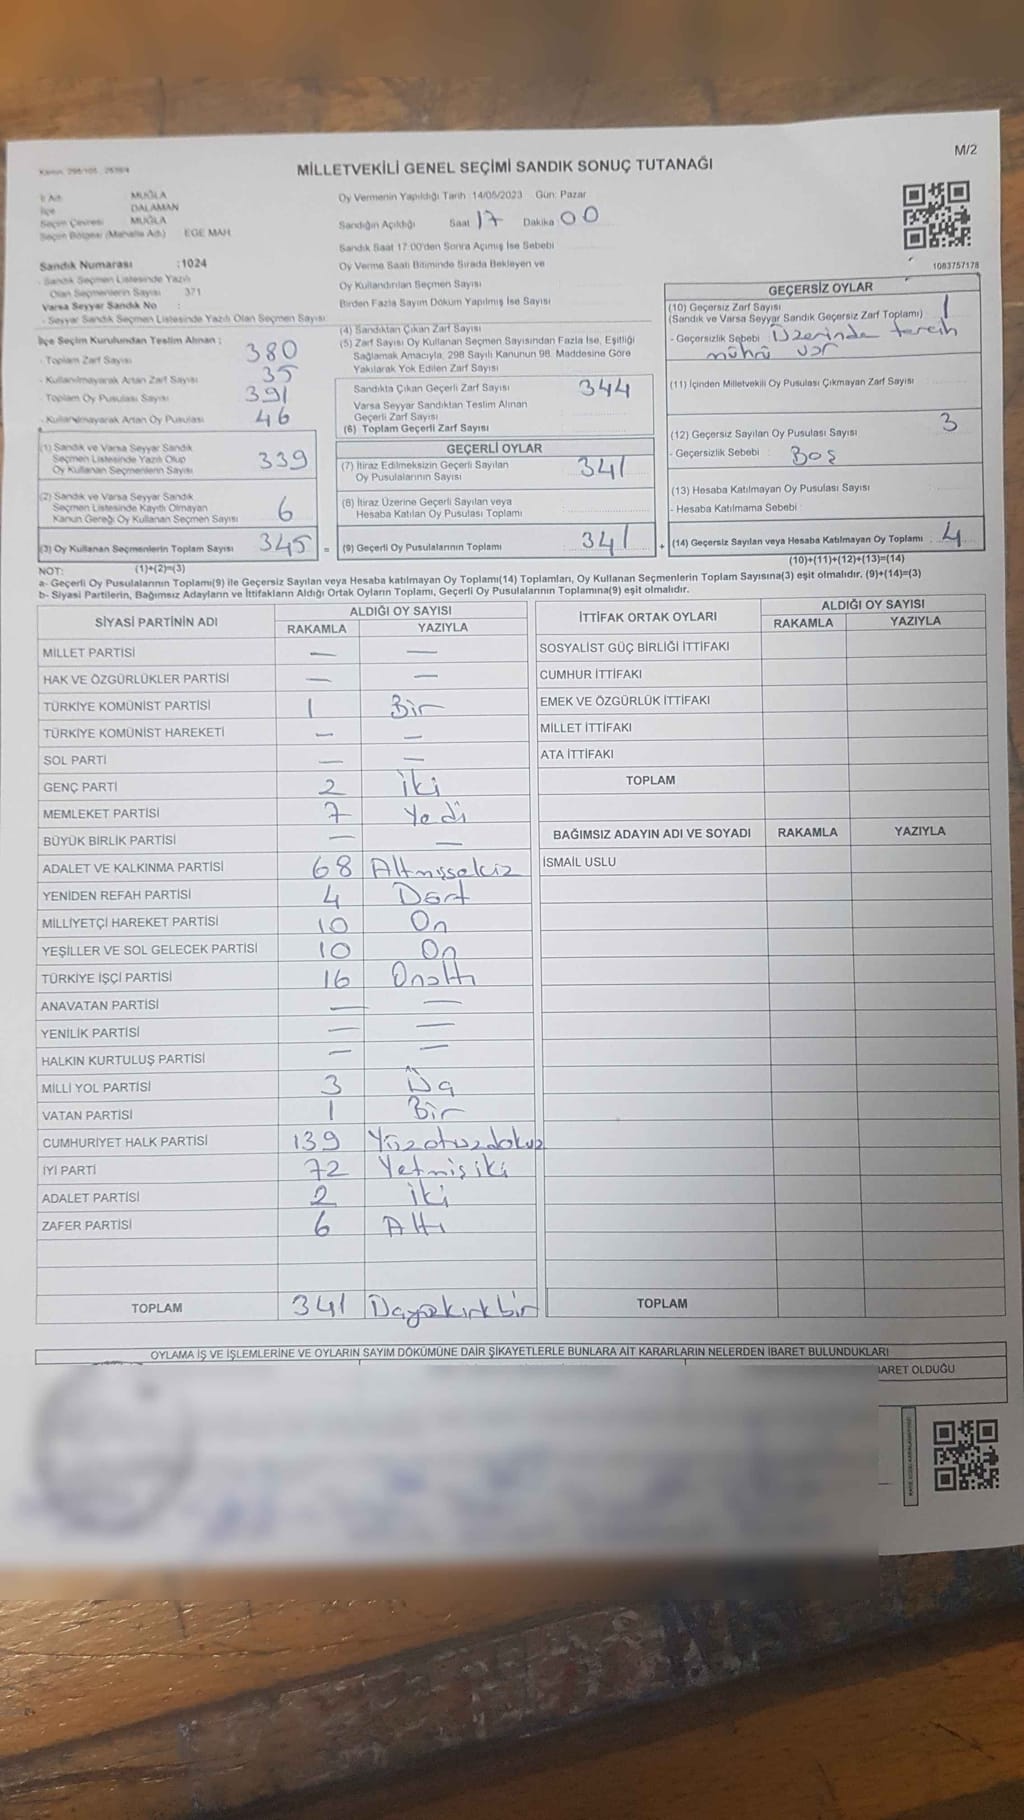 MİLLETVEKİLİ GENEL SEÇİMİ SANDIK SONUÇ TUTANAĞI
M/2
İl Adı : MUĞLA
İlçe : DALAMAN
Seçim Çevresi : MUĞLA
Seçim Bölgesi (Mahalle Adı) EGE MAH.
Sandık Numarası :1024
- Sandık Seçmen Listesinde Yazılı
Olan Seçmenlerin Sayısı 371
Varsa Seyyar Sandık No :
- Seyyar Sandık Seçmen Listesinde Yazılı Olan Seçmen Sayısı
Oy Vermenin Yapıldığı Tarih :14/05/2023 Gün: Pazar
Sandığın Açıldığı Saat 17 Dakika 00
Sandık Saat 17:00'den Sonra Açımış İse Sebebi
Oy Verme Saati Bitiminde Sırada Bekleyen ve
Oy Kullandırılan Seçmen Sayısı
Birden Fazla Sayım Döküm Yapılmış İse Sayısı
1083757178
İlçe Seçim Kurulundan Teslim Alınan ;
- Toplam Zarf Sayısı 380
- Kullanılmayarak Artan Zarf Sayısı 35
- Toplam Oy Pusulası Sayısı 391
- Kullanılmayarak Artan Oy Pusulası 46
(1) Sandık ve Varsa Seyyar Sandık
Seçmen Listesinde Yazılı Olup
Oy Kullanan Seçmenlerin Sayısı 339
(2) Sandık ve Varsa Seyyar Sandık
Seçmen Listesinde Kayıtlı Olmayan
Kanun Gereği Oy Kullanan Seçmen Sayısı 6
(3) Oy Kullanan Seçmenlerin Toplam Sayısı 345 =
(4) Sandıktan Çıkan Zarf Sayısı
(5) Zarf Sayısı Oy Kullanan Seçmen Sayısından Fazla İse, Eşitliği
Sağlamak Amacıyla, 298 Sayılı Kanunun 98. Maddesine Göre
Yakılarak Yok Edilen Zarf Sayısı
Sandıkta Çıkan Geçerli Zarf Sayısı 344
Varsa Seyyar Sandıktan Teslim Alınan
Geçerli Zarf Sayısı
(6) Toplam Geçerli Zarf Sayısı
GEÇERLİ OYLAR
(7) İtiraz Edilmeksizin Geçerli Sayılan
Oy Pusulalarının Sayısı 341
(8) İtiraz Üzerine Geçerli Sayılan veya
Hesaba Katılan Oy Pusulası Toplamı
(9) Geçerli Oy Pusulalarının Toplamı 341 +
GEÇERSİZ OYLAR
(10) Geçersiz Zarf Sayısı
(Sandık ve Varsa Seyyar Sandık Geçersiz Zarf Toplamı) 1
- Geçersizlik Sebebi : Üzerinde tercih
mührü var
(11) İçinden Milletvekili Oy Pusulası Çıkmayan Zarf Sayısı
(12) Geçersiz Sayılan Oy Pusulası Sayısı 3
- Geçersizlik Sebebi : Boş
(13) Hesaba Katılmayan Oy Pusulası Sayısı
- Hesaba Katılmama Sebebi
(14) Geçersiz Sayılan veya Hesaba Katılmayan Oy Toplamı : 4
NOT: (1)+(2)=(3)
(10)+(11)+(12)+(13)=(14)
a- Geçerli Oy Pusulalarının Toplamı(9) ile Geçersiz Sayılan veya Hesaba katılmayan Oy Toplamı(14) Toplamları, Oy Kullanan Seçmenlerin Toplam Sayısına(3) eşit olmalıdır. (9)+(14)=(3)
b- Siyasi Partilerin, Bağımsız Adayların ve İttifakların Aldığı Ortak Oyların Toplamı, Geçerli Oy Pusulalarının Toplamına(9) eşit olmalıdır.
SİYASİ PARTİNİN ADI ALDIĞI OY SAYISI
RAKAMLA YAZIYLA
MİLLET PARTİSİ — —
HAK VE ÖZGÜRLÜKLER PARTİSİ — —
TÜRKİYE KOMÜNİST PARTİSİ 1 Bir
TÜRKİYE KOMÜNİST HAREKETİ — —
SOL PARTİ — —
GENÇ PARTİ 2 İki
MEMLEKET PARTİSİ 7 Yedi
BÜYÜK BİRLİK PARTİSİ — —
ADALET VE KALKINMA PARTİSİ 68 Altmışsekiz
YENİDEN REFAH PARTİSİ 4 Dört
MİLLİYETÇİ HAREKET PARTİSİ 10 On
YEŞİLLER VE SOL GELECEK PARTİSİ 10 On
TÜRKİYE İŞÇİ PARTİSİ 16 Onaltı
ANAVATAN PARTİSİ — —
YENİLİK PARTİSİ — —
HALKIN KURTULUŞ PARTİSİ — —
MİLLİ YOL PARTİSİ 3 Üç
VATAN PARTİSİ 1 Bir
CUMHURİYET HALK PARTİSİ 139 Yüzotuzdokuz
İYİ PARTİ 72 Yetmişiki
ADALET PARTİSİ 2 İki
ZAFER PARTİSİ 6 Altı
TOPLAM 341 Üçyüzkırkbir
İTTİFAK ORTAK OYLARI ALDIĞI OY SAYISI
RAKAMLA YAZIYLA
SOSYALİST GÜÇ BİRLİĞİ İTTİFAKI
CUMHUR İTTİFAKI
EMEK VE ÖZGÜRLÜK İTTİFAKI
MİLLET İTTİFAKI
ATA İTTİFAKI
TOPLAM
BAĞIMSIZ ADAYIN ADI VE SOYADI RAKAMLA YAZIYLA
İSMAİL USLU
TOPLAM
OYLAMA İŞ VE İŞLEMLERİNE VE OYLARIN SAYIM DÖKÜMÜNE DAİR ŞİKAYETLERLE BUNLARA AİT KARARLARIN NELERDEN İBARET BULUNDUKLARI
BARET OLDUĞU